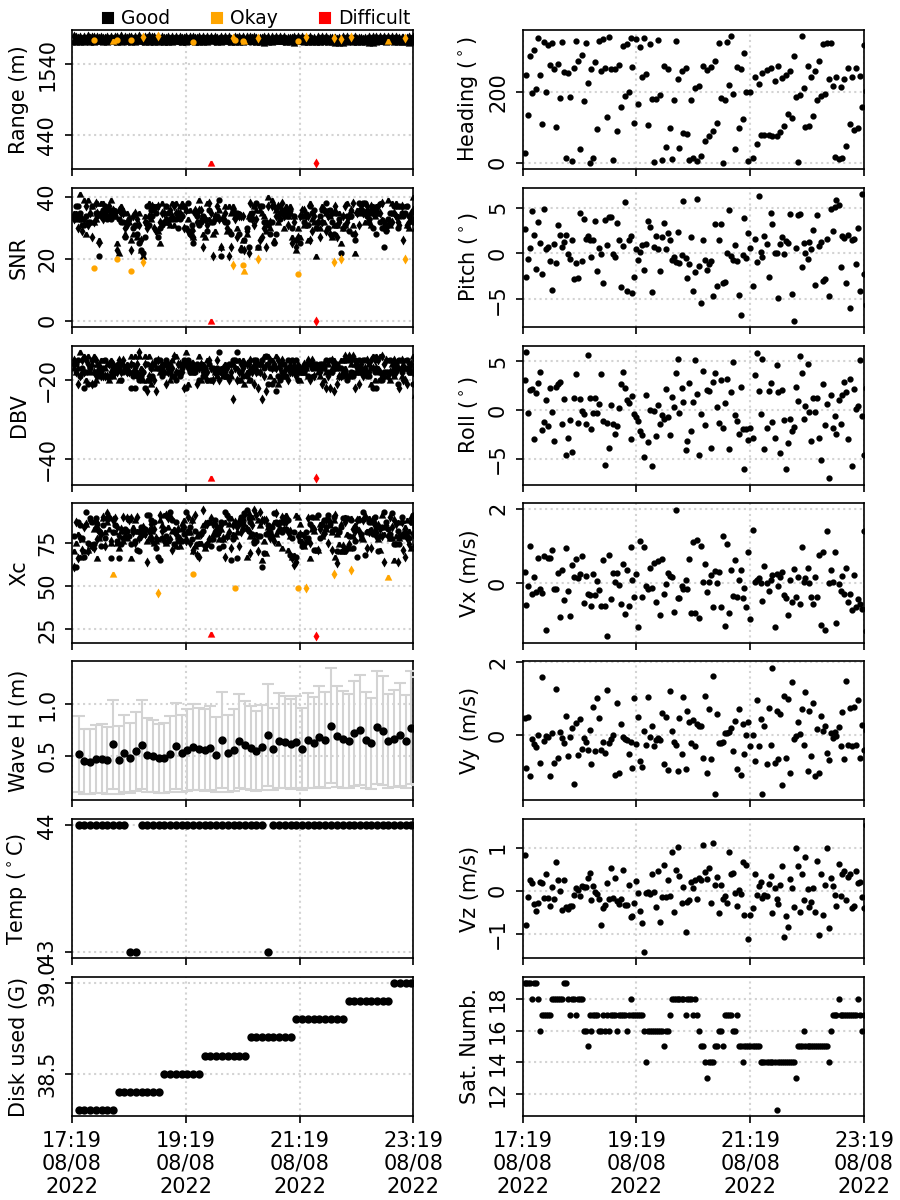 Good Okay Difficult
Range (m)
1540
440
Heading (°)
200
0
SNR
40
20
0
Pitch (°)
5
0
−5
DBV
−20
−40
Roll (°)
5
0
−5
Xc
75
50
25
Vx (m/s)
2
0
Wave H (m)
1.0
0.5
Vy (m/s)
2
0
Temp (°C)
44
43
Vz (m/s)
1
0
−1
Disk used (G)
39.0
38.5
Sat. Numb.
18
16
14
12
17:19 19:19 21:19 23:19 17:19 19:19 21:19 23:19
08/08 08/08 08/08 08/08 08/08 08/08 08/08 08/08
2022 2022 2022 2022 2022 2022 2022 2022